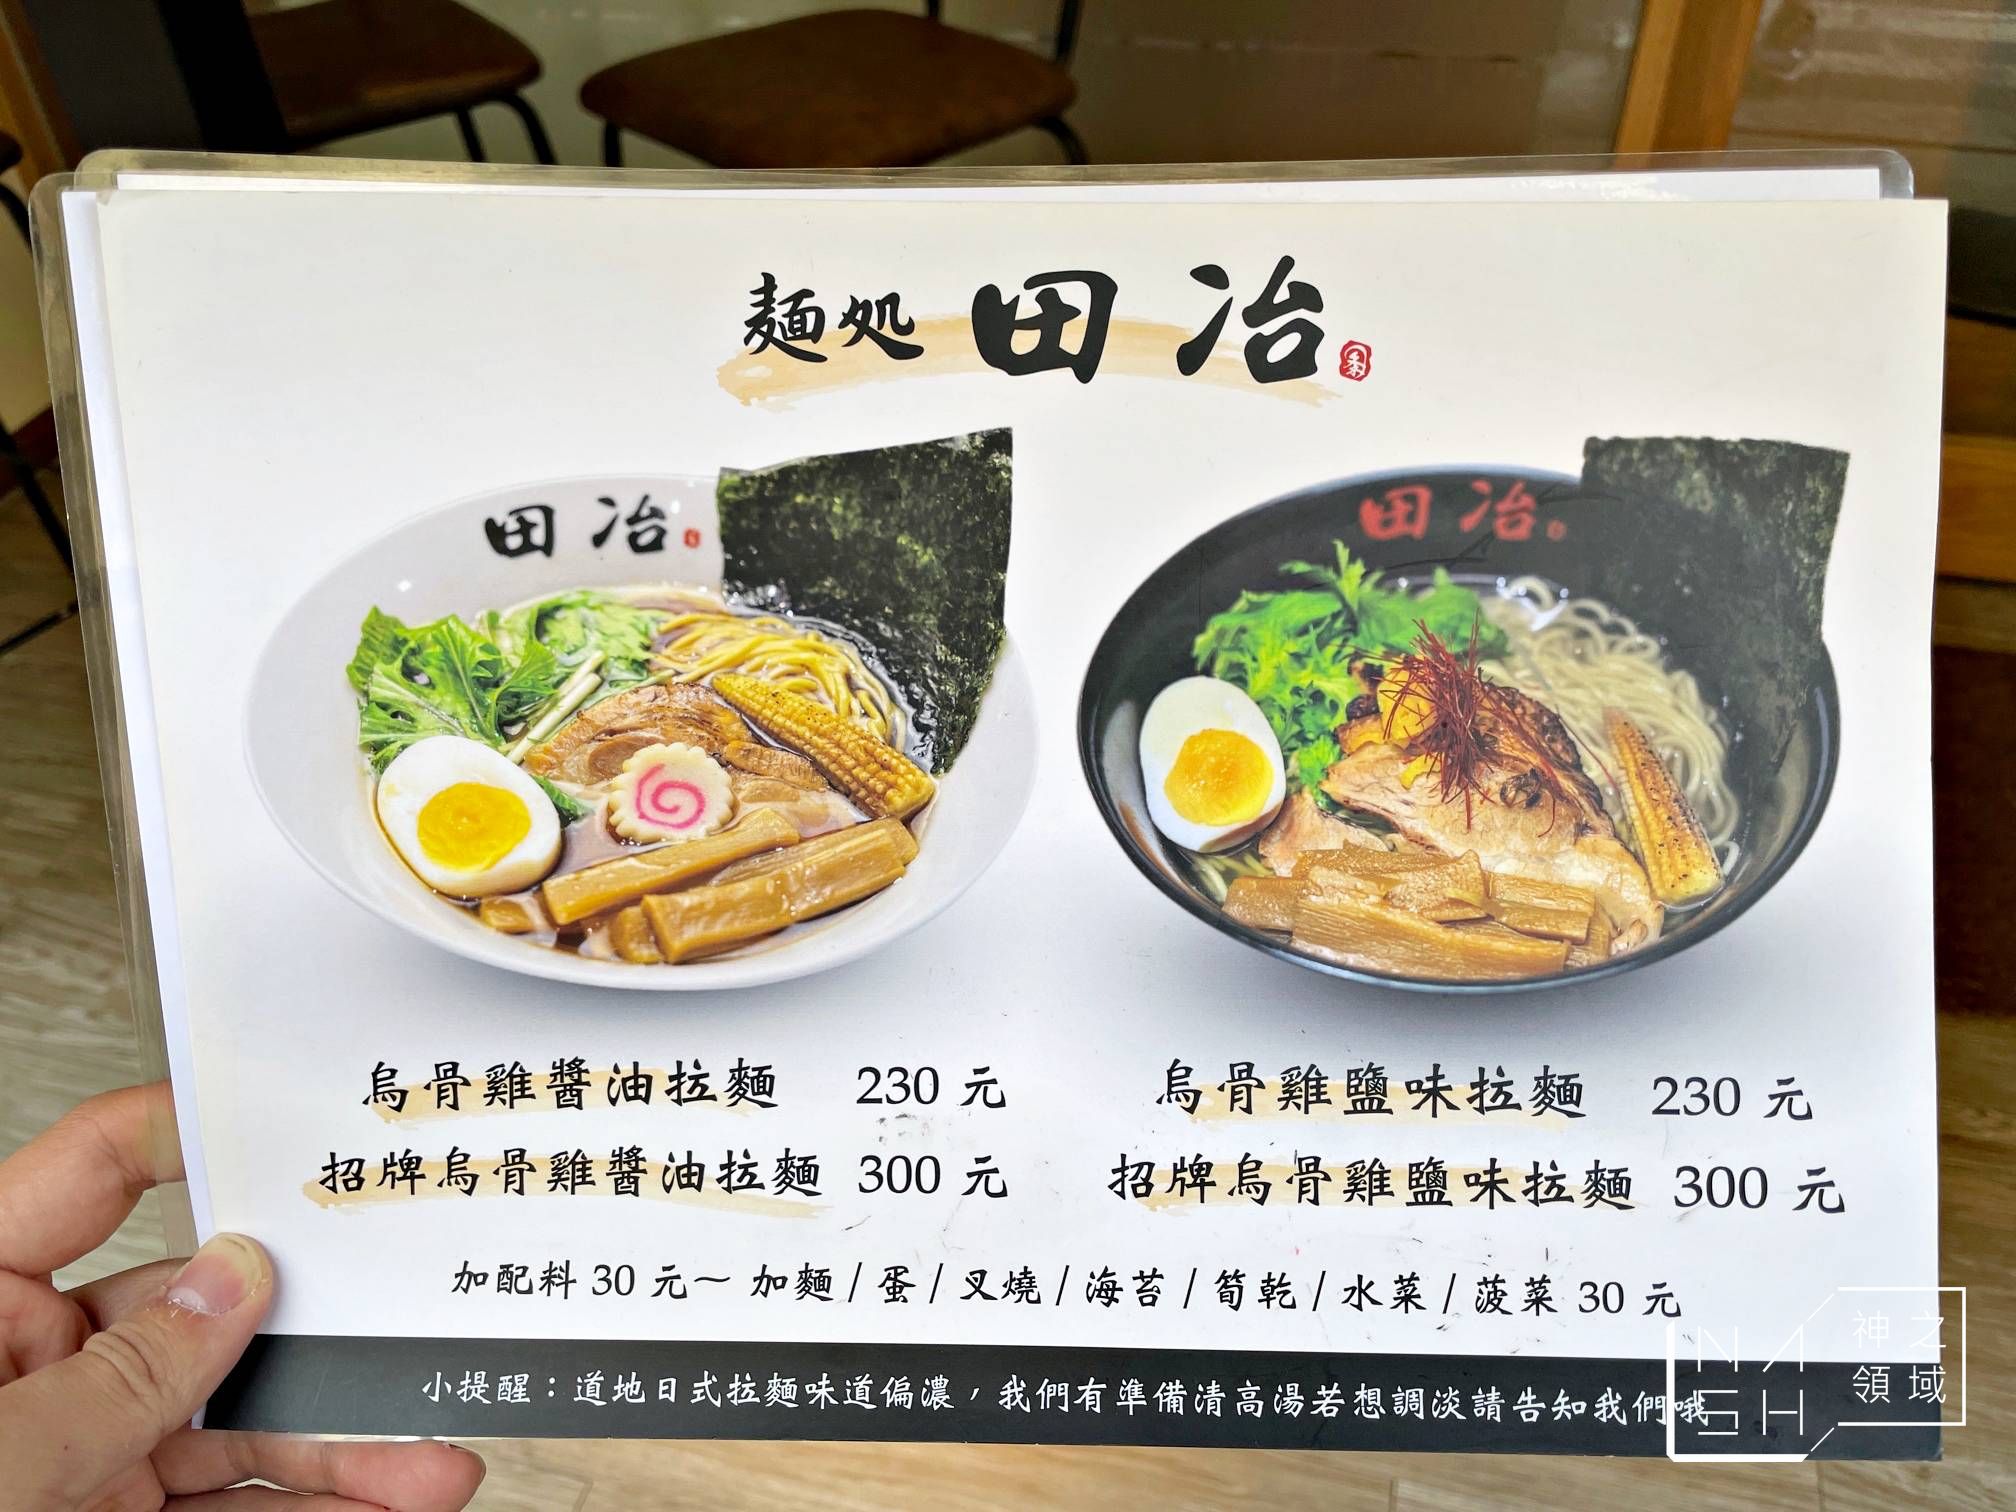 麵処 田冶
田冶
田冶
烏骨雞醬油拉麵 230 元
招牌烏骨雞醬油拉麵 300 元
烏骨雞鹽味拉麵 230 元
招牌烏骨雞鹽味拉麵 300 元
加配料 30 元~ 加麵/蛋/叉燒/海苔/筍乾/水菜/菠菜 30 元
小提醒：道地日式拉麵味道偏濃，我們有準備清高湯若想調淡請告知我們哦
NASH
神之
領域